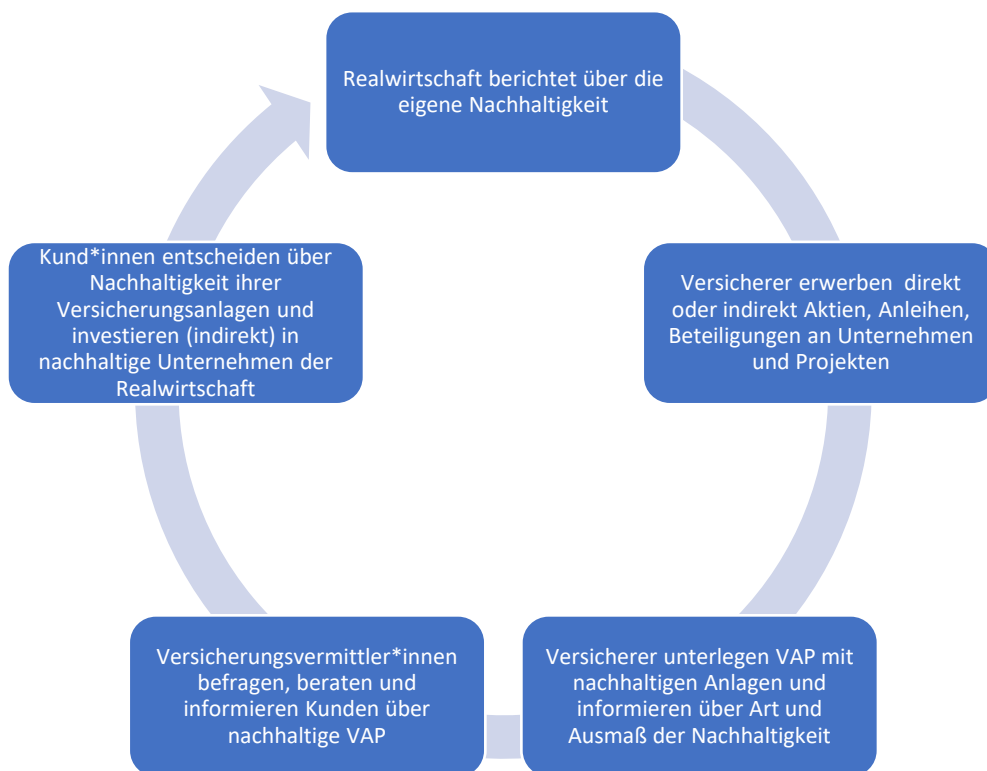 Realwirtschaft berichtet über die
eigene Nachhaltigkeit
Versicherer erwerben direkt
oder indirekt Aktien, Anleihen,
Beteiligungen an Unternehmen
und Projekten
Versicherer unterlegen VAP mit
nachhaltigen Anlagen und
informieren über Art und
Ausmaß der Nachhaltigkeit
Versicherungsvermittler*innen
befragen, beraten und
informieren Kunden über
nachhaltige VAP
Kund*innen entscheiden über
Nachhaltigkeit ihrer
Versicherungsanlagen und
investieren (indirekt) in
nachhaltige Unternehmen der
Realwirtschaft